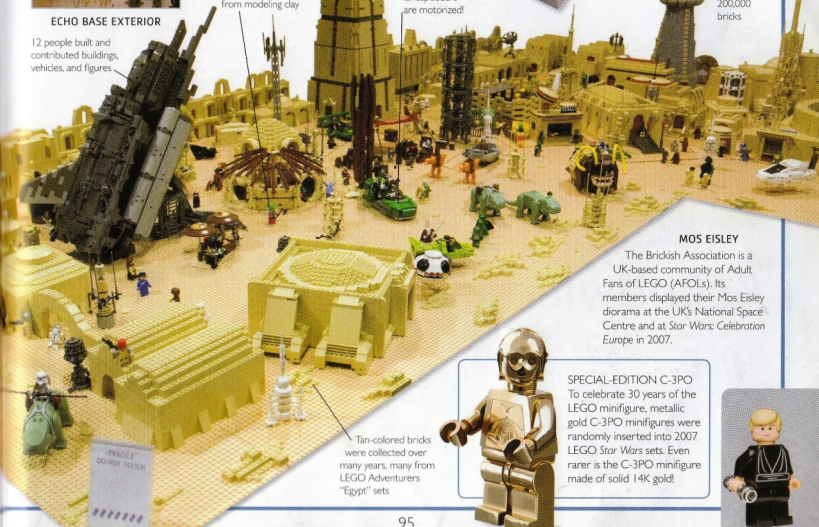 from modeling clay
are motorized!
200,000
bricks
ECHO BASE EXTERIOR
12 people built and
contributed buildings,
vehicles, and figures
MOS EISLEY
The Brickish Association is a
UK-based community of Adult
Fans of LEGO (AFOLs). Its
members displayed their Mos Eisley
diorama at the UK's National Space
Centre and at Star Wars: Celebration
Europe in 2007.
SPECIAL-EDITION C-3PO
To celebrate 30 years of the
LEGO minifigure, metallic
gold C-3PO minifigures were
randomly inserted into 2007
LEGO Star Wars sets. Even
rarer is the C-3PO minifigure
made of solid 14K gold!
Tan-colored bricks
were collected over
many years, many from
LEGO Adventurers
"Egypt" sets
FRAGILE
DO NOT TOUCH
95